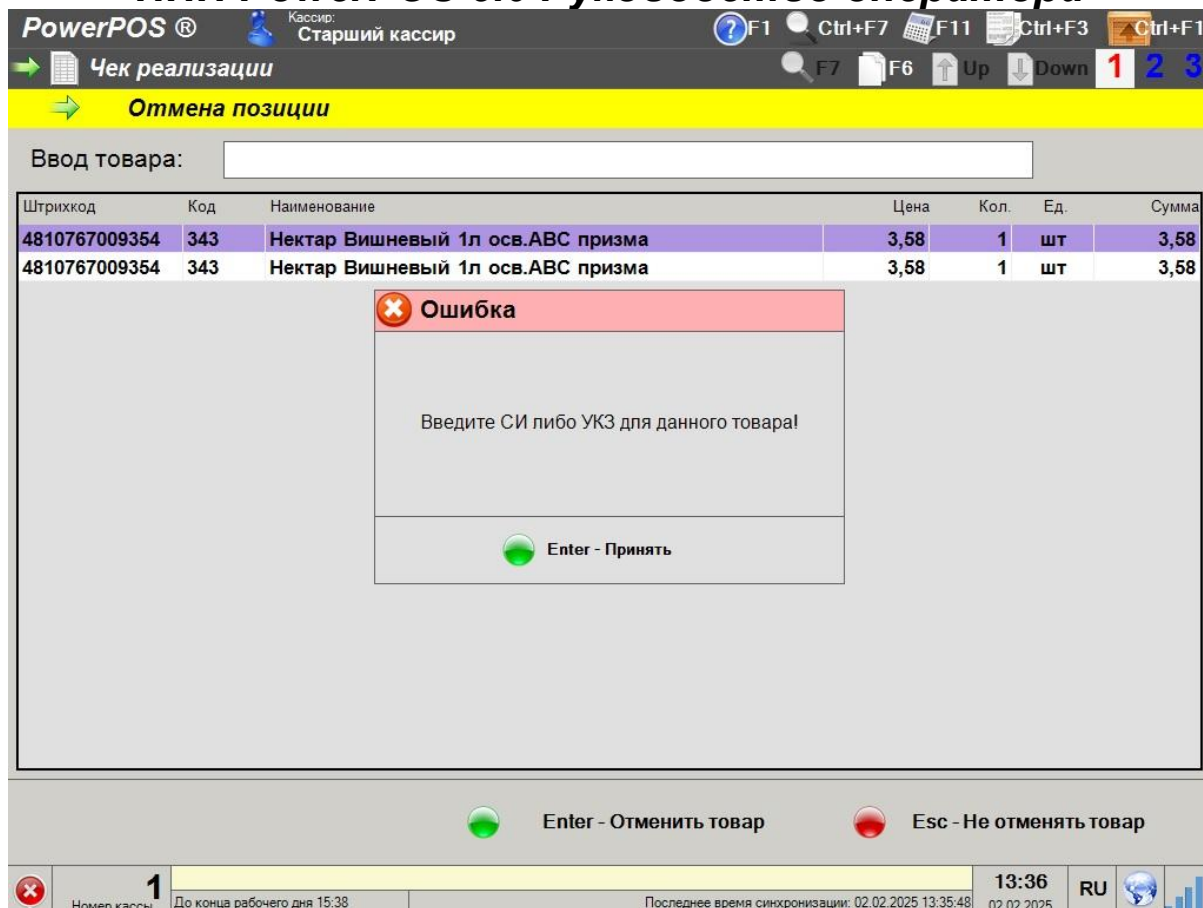 PowerPOS ® Кассир: Старший кассир F1 Ctrl+F7 F11 Ctrl+F3 Ctrl+F1
Чек реализации F7 F6 Up Down 1 2 3
Отмена позиции
Ввод товара:
Штрихкод Код Наименование Цена Кол. Ед. Сумма
4810767009354 343 Нектар Вишневый 1л осв.АВС призма 3,58 1 шт 3,58
4810767009354 343 Нектар Вишневый 1л осв.АВС призма 3,58 1 шт 3,58
Ошибка
Введите СИ либо УКЗ для данного товара!
Enter - Принять
Enter - Отменить товар Esc - Не отменять товар
1 13:36 RU
Номер кассы До конца рабочего дня 15:38 Последнее время синхронизации: 02.02.2025 13:35:48 02.02.2025